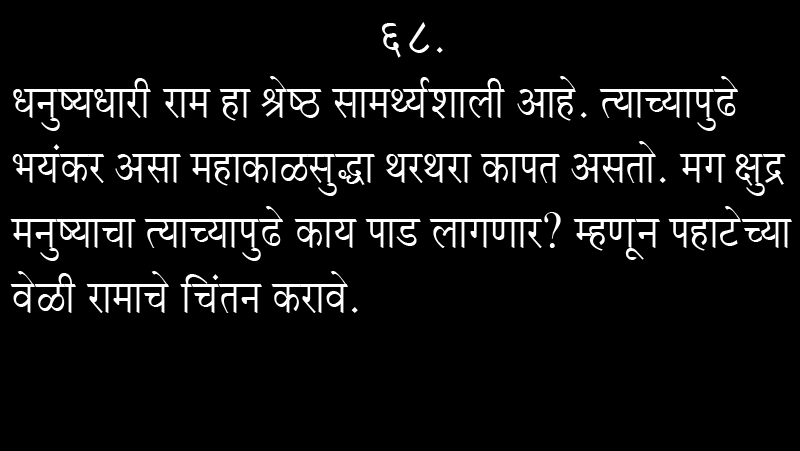 ६८.
धनुष्यधारी राम हा श्रेष्ठ सामर्थ्यशाली आहे. त्याच्यापुढे
भयंकर असा महाकाळसुद्धा थरथरा कापत असतो. मग क्षुद्र
मनुष्याचा त्याच्यापुढे काय पाड लागणार? म्हणून पहाटेच्या
वेळी रामाचे चिंतन करावे.